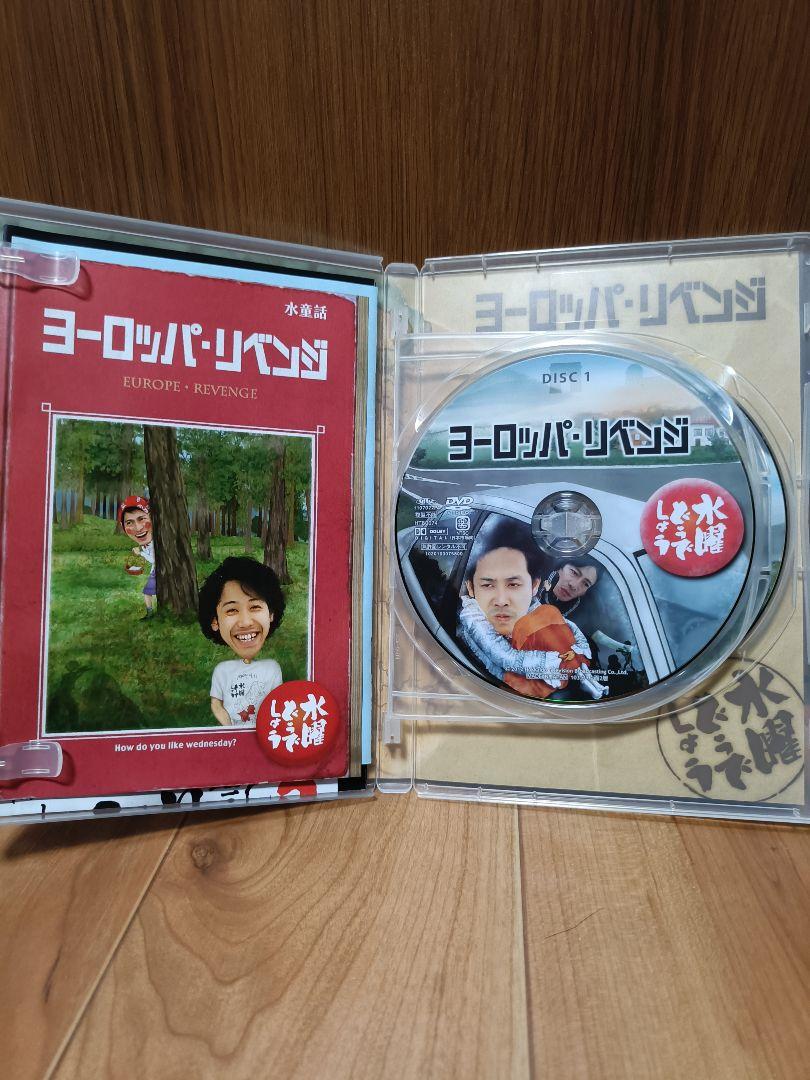 水童話
ヨーロッパ・リベンジ
EUROPE・REVENGE
水曜
どうで
しょう
How do you like wednesday?
ヨーロッパ・リベンジ
DISC 1
ヨーロッパ・リベンジ
DVD
DOLBY
DIGITAL
水曜
どうで
しょう
水曜
どうで
しょう